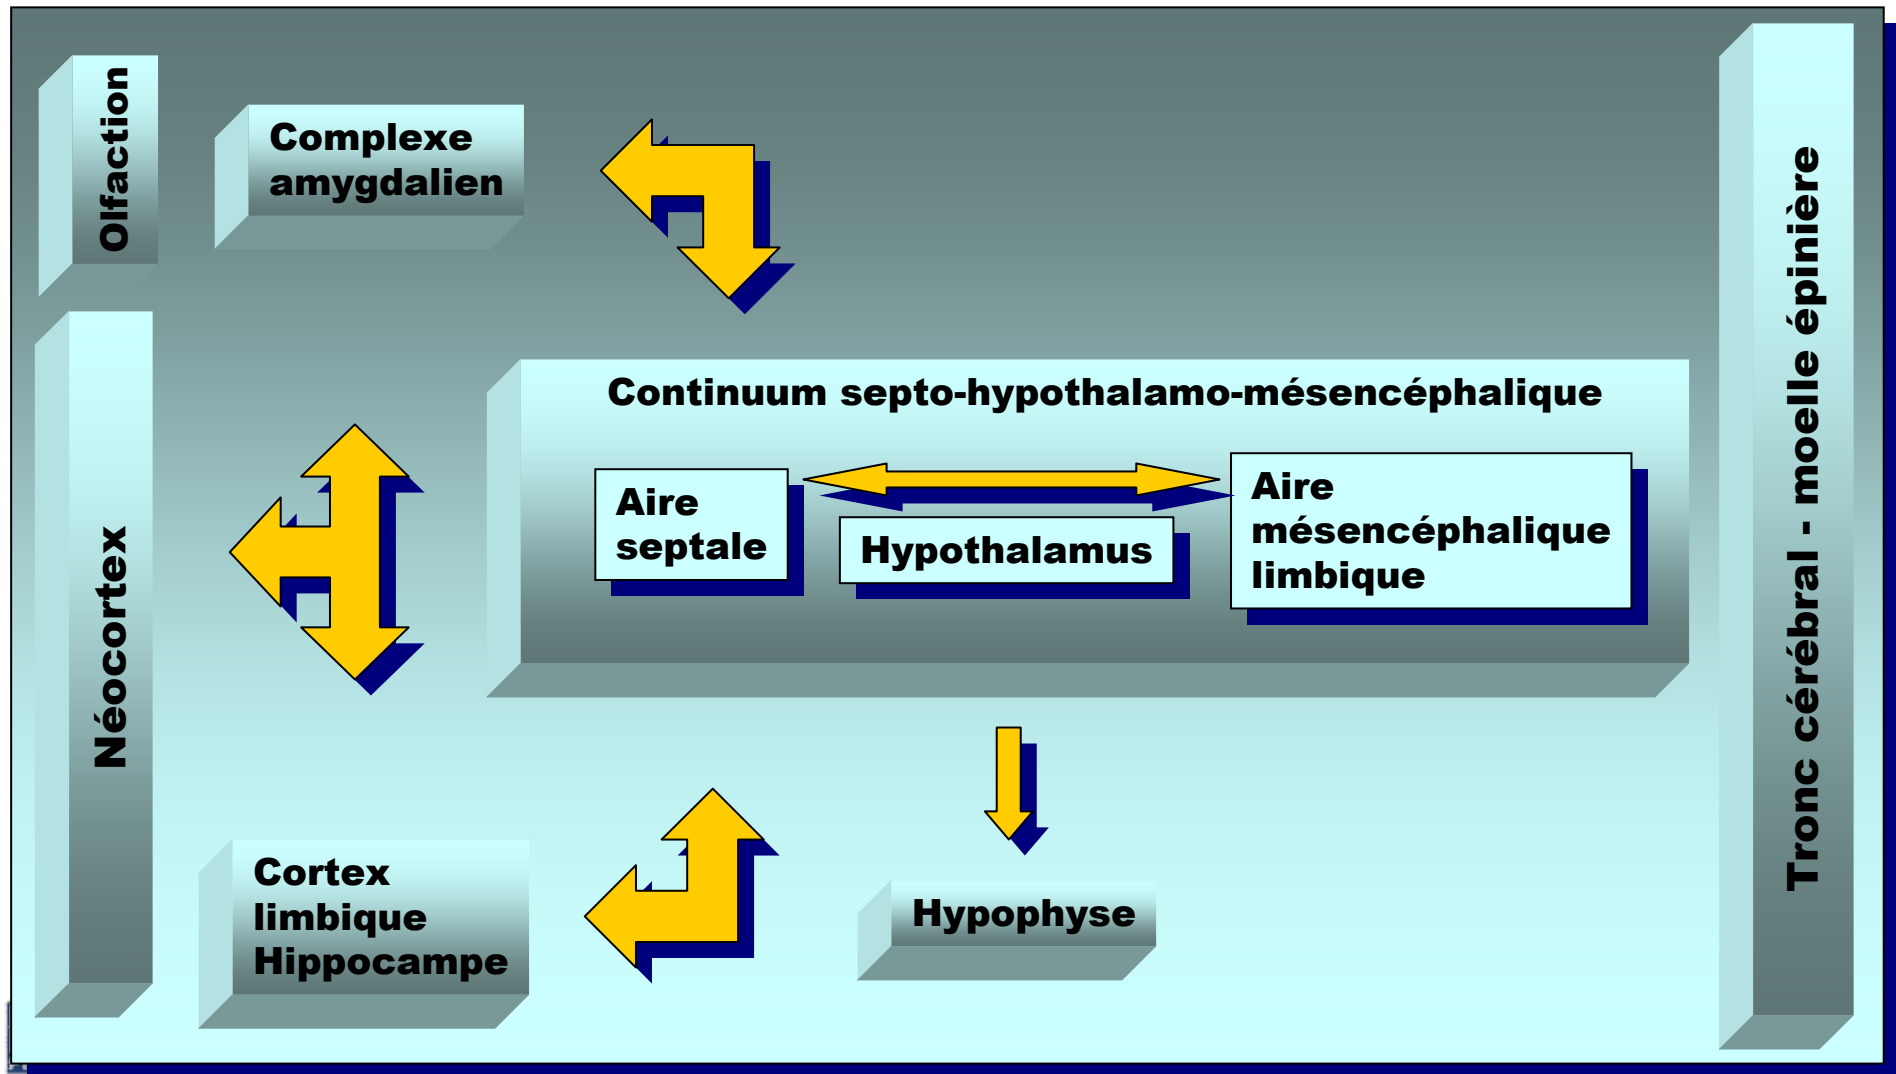 Olfaction
Complexe
amygdalien
Néocortex
Continuum septo-hypothalamo-mésencéphalique
Aire
septale
Hypothalamus
Aire
mésencéphalique
limbique
Cortex
limbique
Hippocampe
Hypophyse
Tronc cérébral - moelle épinière